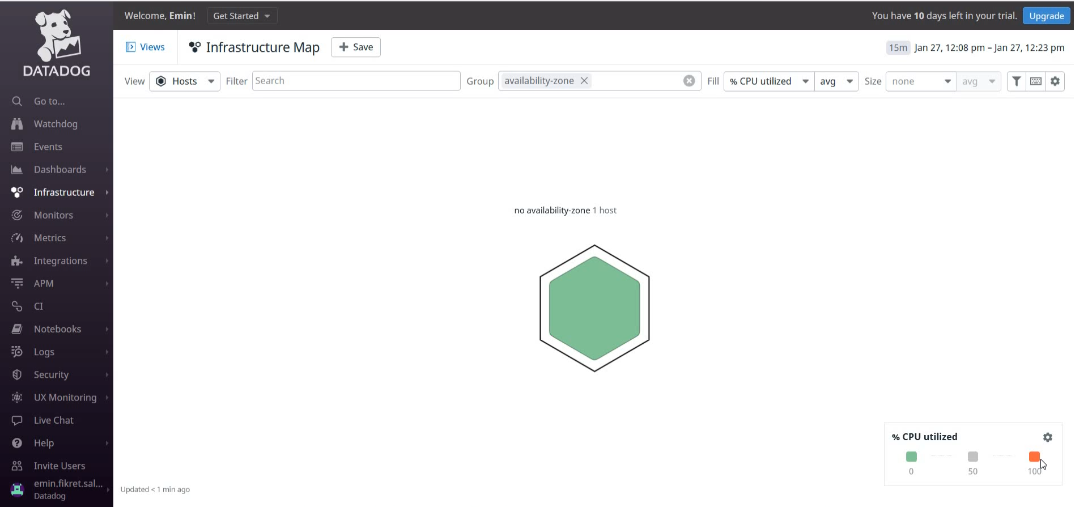 Welcome, Emin!
Get Started
You have 10 days left in your trial.
Upgrade
DATADOG
Go to...
Watchdog
Events
Dashboards
Infrastructure
Monitors
Metrics
Integrations
APM
CI
Notebooks
Logs
Security
UX Monitoring
Live Chat
Help
Invite Users
emin.fikret.sal...
Datadog
Views
Infrastructure Map
+ Save
15m Jan 27, 12:08 pm – Jan 27, 12:23 pm
View Hosts Filter Search Group availability-zone × Fill % CPU utilized avg Size none avg
no availability-zone 1 host
% CPU utilized
0 50 100
Updated < 1 min ago